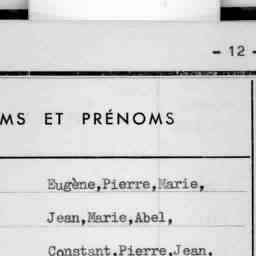 - 12 -
MS ET PRÉNOMS
Eugène,Pierre,Marie,
Jean,Marie,Abel,
Constant,Pierre,Jean,